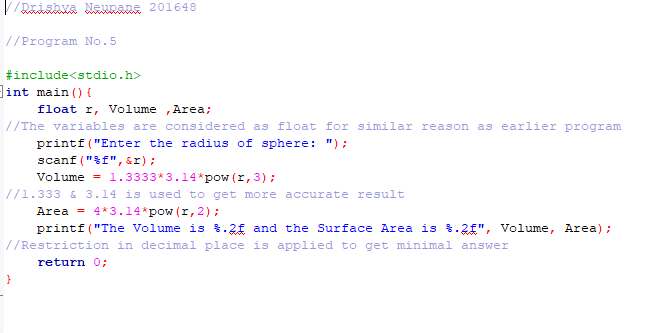 //Drishya Neupane 201648
//Program No.5
#include<stdio.h>
int main(){
float r, Volume ,Area;
//The variables are considered as float for similar reason as earlier program
printf("Enter the radius of sphere: ");
scanf("%f",&r);
Volume = 1.3333*3.14*pow(r,3);
//1.333 & 3.14 is used to get more accurate result
Area = 4*3.14*pow(r,2);
printf("The Volume is %.2f and the Surface Area is %.2f", Volume, Area);
//Restriction in decimal place is applied to get minimal answer
return 0;
}